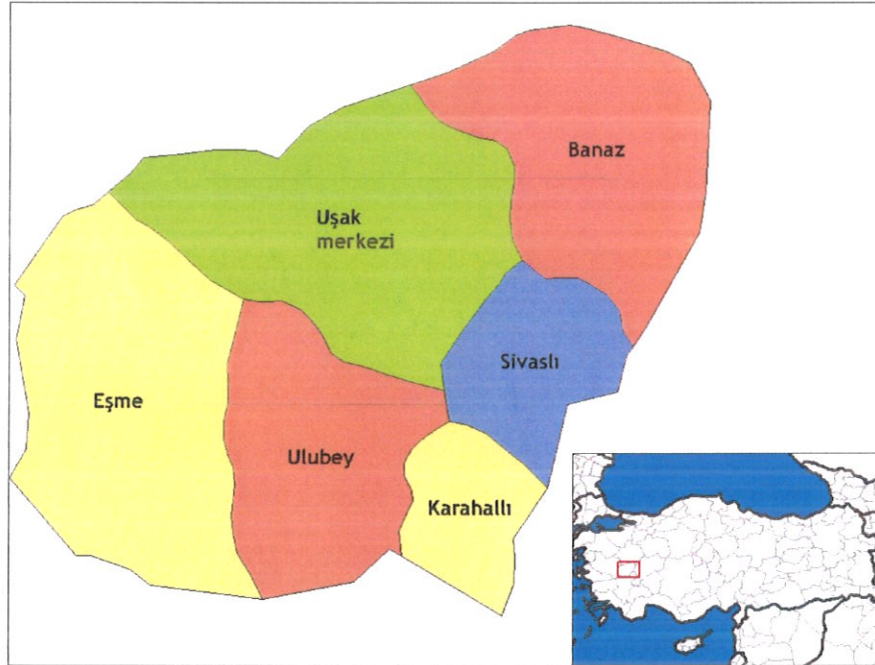 Banaz
Uşak
merkezi
Sivaslı
Eşme
Ulubey
Karahallı